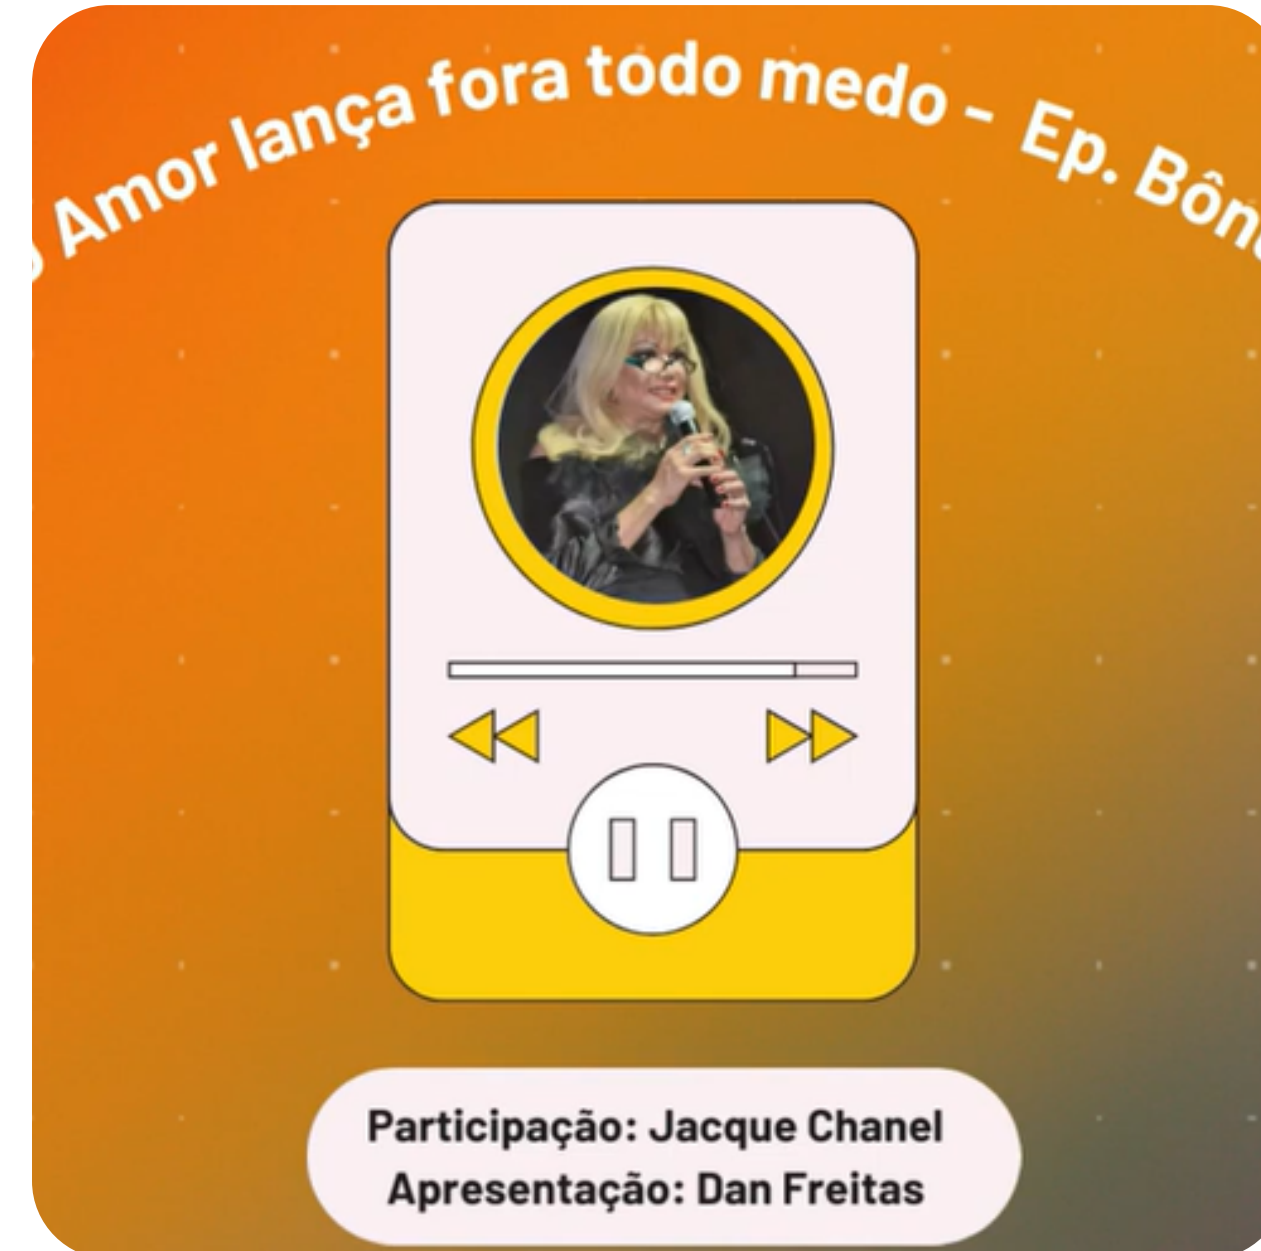 Amor lança fora todo medo - Ep.
Participação: Jacque Chanel
Apresentação: Dan Freitas